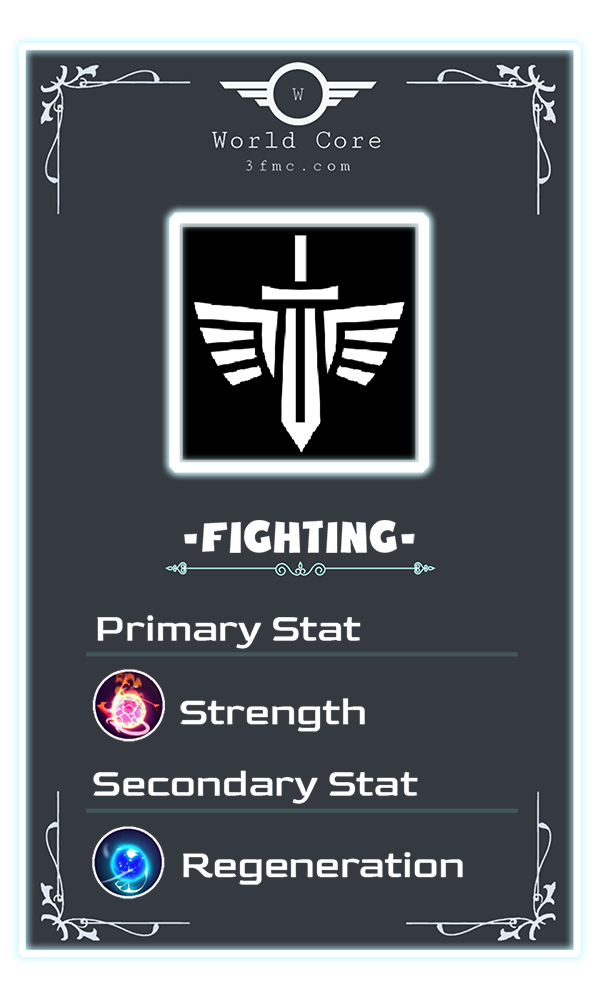 W
World Core
3fmc.com
-FIGHTING-
Primary Stat
Strength
Secondary Stat
Regeneration